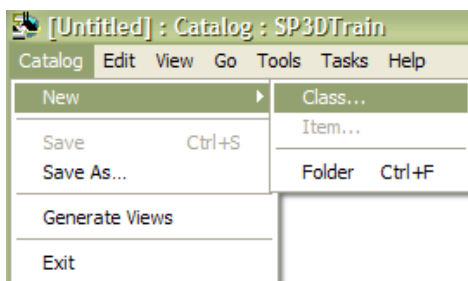 [Untitled] : Catalog : SP3DTrain
Catalog Edit View Go Tools Tasks Help
New
Class...
Item...
Save Ctrl+S
Save As...
Folder Ctrl+F
Generate Views
Exit